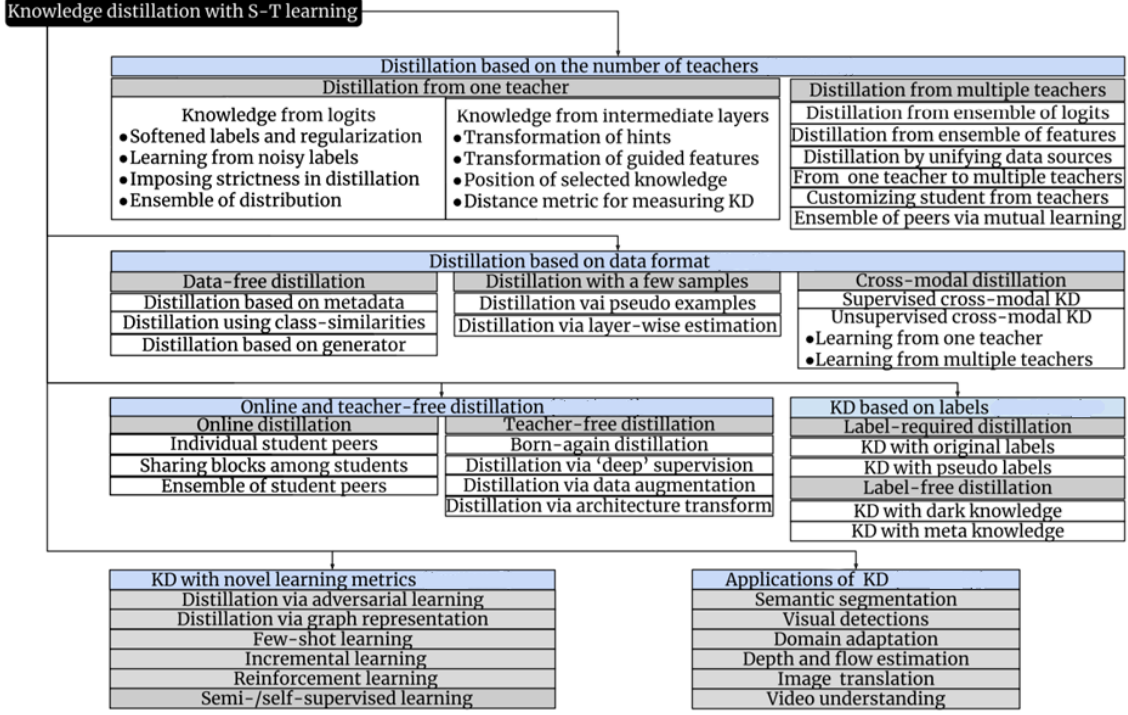 Knowledge distillation with S-T learning
Distillation based on the number of teachers
Distillation from one teacher
Knowledge from logits
●Softened labels and regularization
●Learning from noisy labels
●Imposing strictness in distillation
●Ensemble of distribution
Knowledge from intermediate layers
●Transformation of hints
●Transformation of guided features
●Position of selected knowledge
●Distance metric for measuring KD
Distillation from multiple teachers
Distillation from ensemble of logits
Distillation from ensemble of features
Distillation by unifying data sources
From one teacher to multiple teachers
Customizing student from teachers
Ensemble of peers via mutual learning
Distillation based on data format
Data-free distillation
Distillation based on metadata
Distillation using class-similarities
Distillation based on generator
Distillation with a few samples
Distillation vai pseudo examples
Distillation via layer-wise estimation
Cross-modal distillation
Supervised cross-modal KD
Unsupervised cross-modal KD
●Learning from one teacher
●Learning from multiple teachers
Online and teacher-free distillation
Online distillation
Individual student peers
Sharing blocks among students
Ensemble of student peers
Teacher-free distillation
Born-again distillation
Distillation via ‘deep’ supervision
Distillation via data augmentation
Distillation via architecture transform
KD based on labels
Label-required distillation
KD with original labels
KD with pseudo labels
Label-free distillation
KD with dark knowledge
KD with meta knowledge
KD with novel learning metrics
Distillation via adversarial learning
Distillation via graph representation
Few-shot learning
Incremental learning
Reinforcement learning
Semi-/self-supervised learning
Applications of KD
Semantic segmentation
Visual detections
Domain adaptation
Depth and flow estimation
Image translation
Video understanding